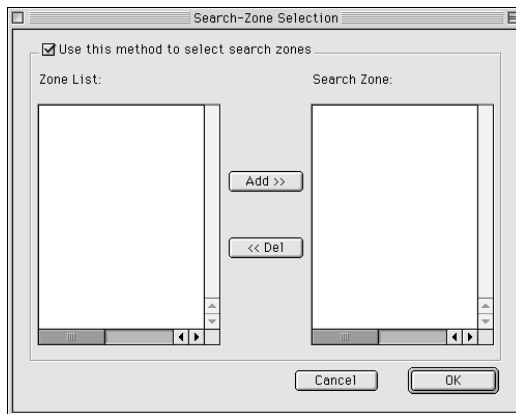 Search-Zone Selection
Use this method to select search zones
Zone List:
Search Zone:
Add >>
<< Del
Cancel
OK